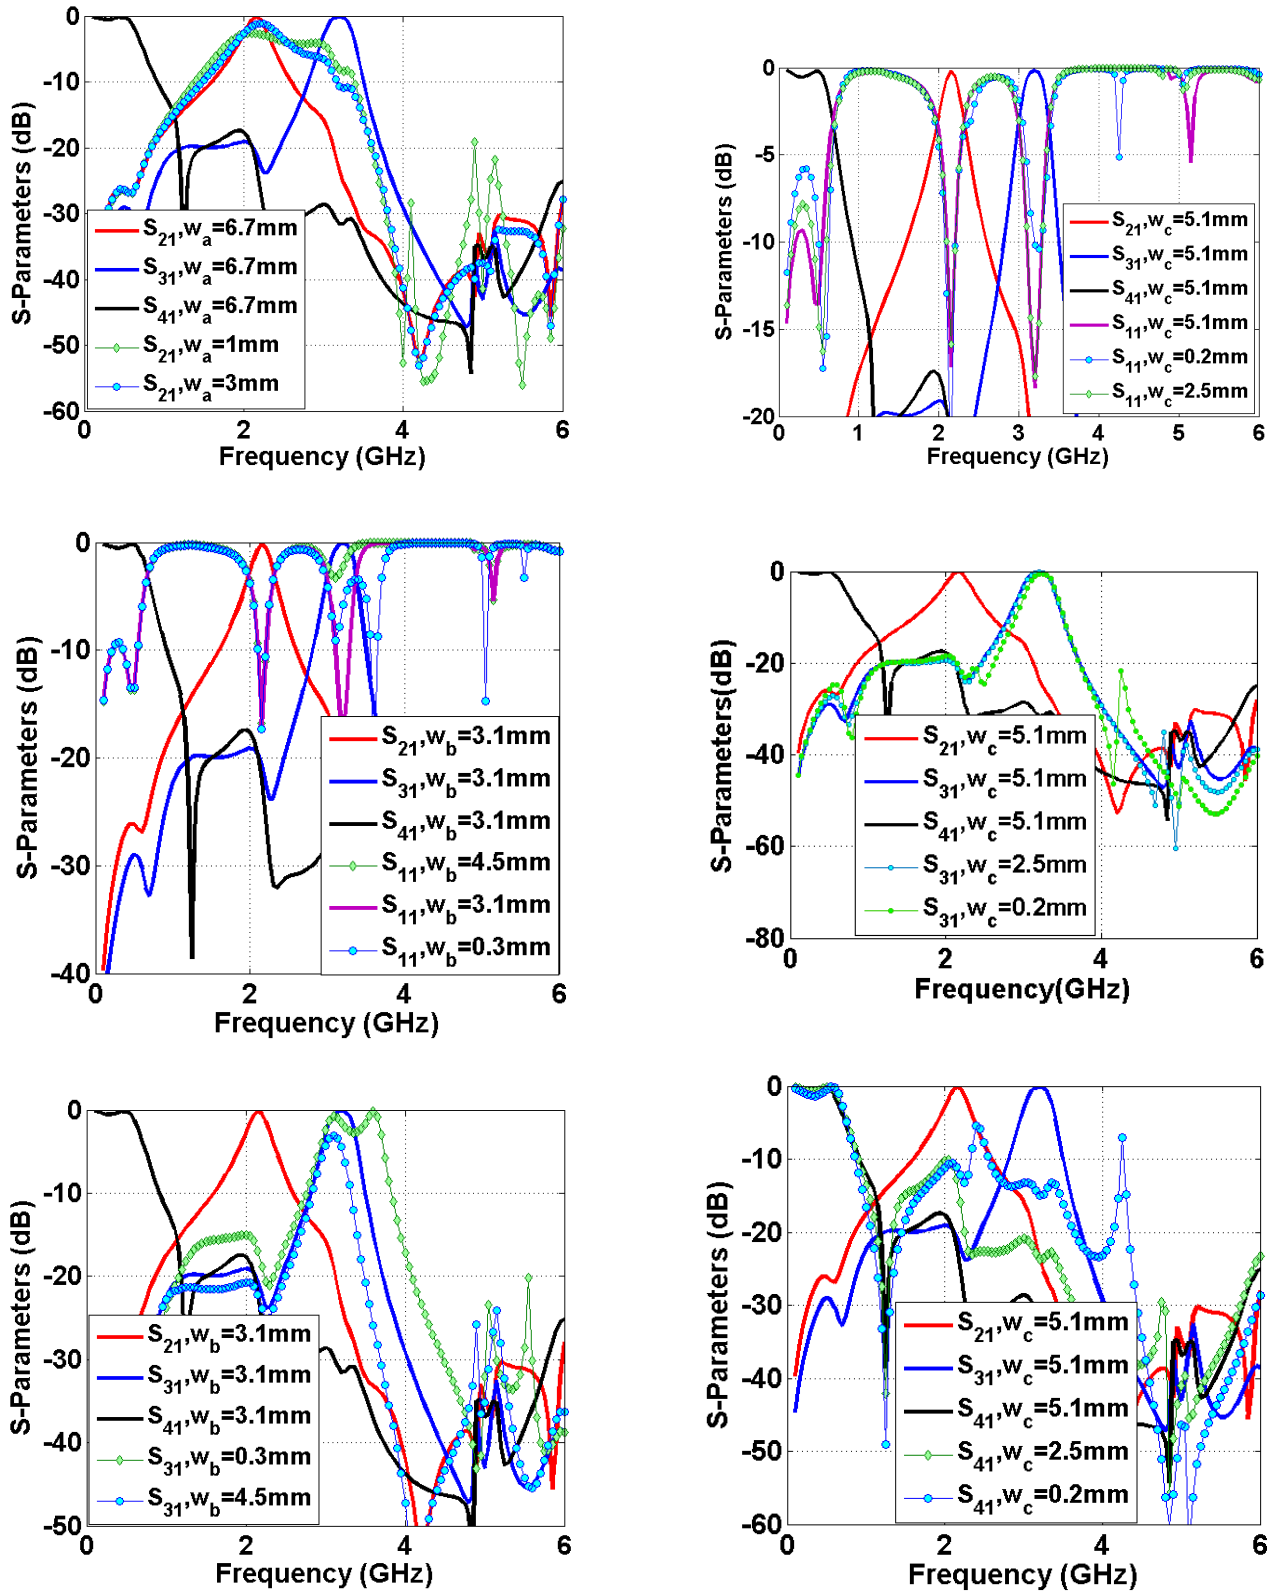 0
-10
-20
-30
-40
-50
-60
S-Parameters (dB)
S21,wa=6.7mm
S31,wa=6.7mm
S41,wa=6.7mm
S21,wa=1mm
S21,wa=3mm
0 2 4 6
Frequency (GHz)
0
-5
-10
-15
-20
S-Parameters (dB)
S21,wc=5.1mm
S31,wc=5.1mm
S41,wc=5.1mm
S11,wc=5.1mm
S11,wc=0.2mm
S11,wc=2.5mm
0 1 2 3 4 5 6
Frequency (GHz)
0
-10
-20
-30
-40
S-Parameters (dB)
S21,wb=3.1mm
S31,wb=3.1mm
S41,wb=3.1mm
S11,wb=4.5mm
S11,wb=3.1mm
S11,wb=0.3mm
0 2 4 6
Frequency (GHz)
0
-20
-40
-60
-80
S-Parameters(dB)
S21,wc=5.1mm
S31,wc=5.1mm
S41,wc=5.1mm
S31,wc=2.5mm
S31,wc=0.2mm
0 2 4 6
Frequency(GHz)
0
-10
-20
-30
-40
-50
S-Parameters (dB)
S21,wb=3.1mm
S31,wb=3.1mm
S41,wb=3.1mm
S31,wb=0.3mm
S31,wb=4.5mm
0 2 4 6
Frequency (GHz)
0
-10
-20
-30
-40
-50
-60
S-Parameters (dB)
S21,wc=5.1mm
S31,wc=5.1mm
S41,wc=5.1mm
S41,wc=2.5mm
S41,wc=0.2mm
0 2 4 6
Frequency (GHz)